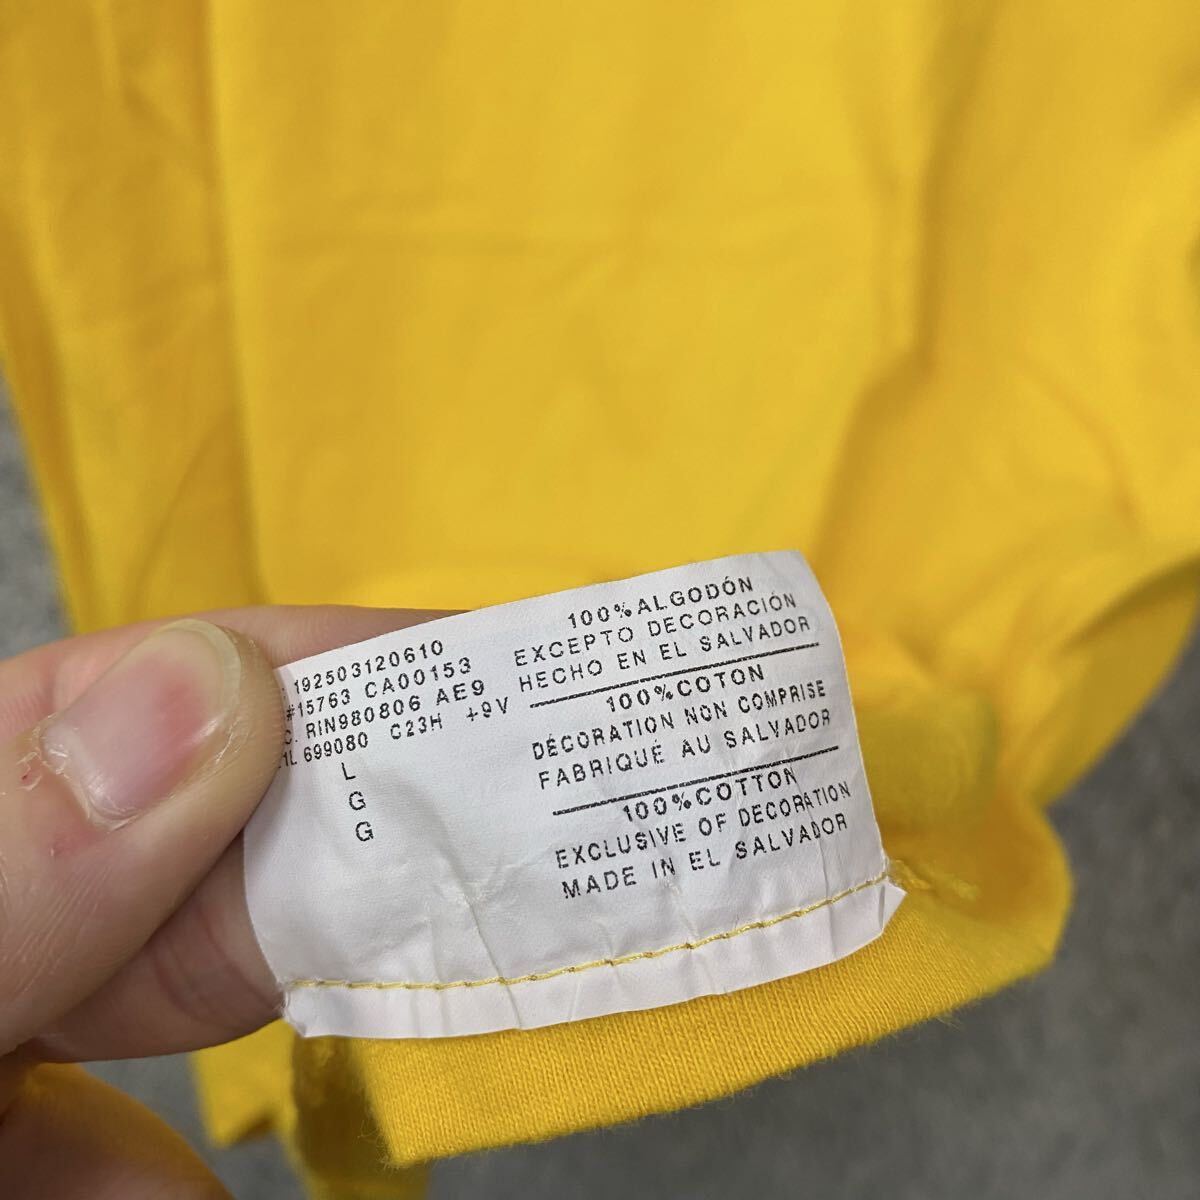 192503120610
#15763 CA00153
RIN980806 AE9
699080 C23H +9V
L
G
G
100%ALGODÓN
EXCEPTO DECORACIÓN
HECHO EN EL SALVADOR
100%COTON
DÉCORATION NON COMPRISE
FABRIQUÉ AU SALVADOR
100%COTTON
EXCLUSIVE OF DECORATION
MADE IN EL SALVADOR